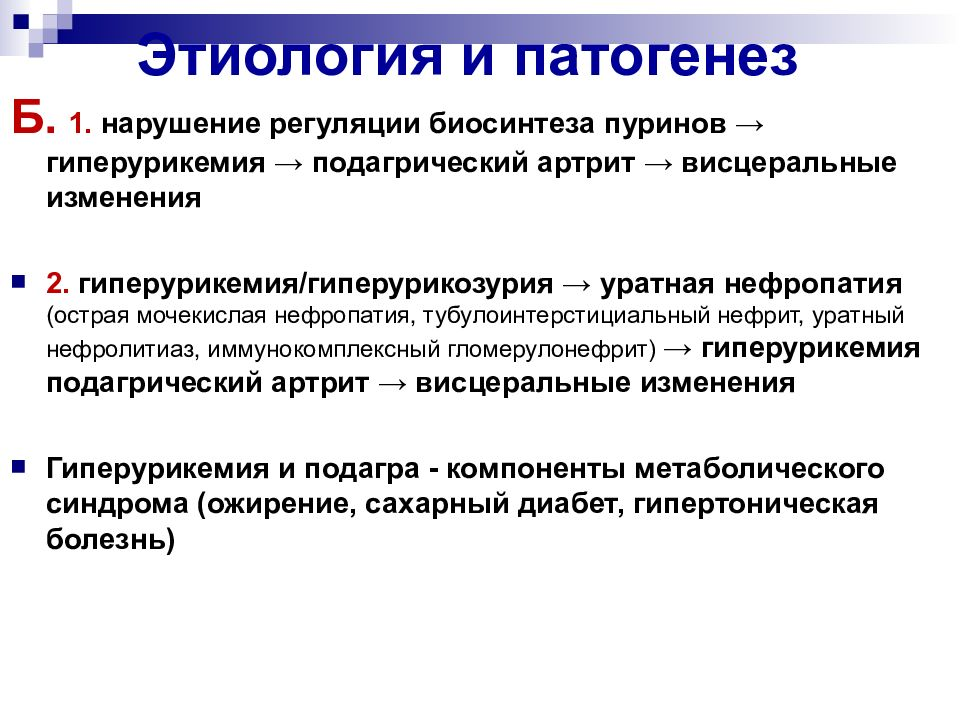 Этиология и патогенез
Б. 1. нарушение регуляции биосинтеза пуринов →
гиперурикемия → подагрический артрит → висцеральные
изменения
2. гиперурикемия/гиперурикозурия → уратная нефропатия
(острая мочекислая нефропатия, тубулоинтерстициальный нефрит, уратный
нефролитиаз, иммунокомплексный гломерулонефрит) → гиперурикемия
подагрический артрит → висцеральные изменения
Гиперурикемия и подагра - компоненты метаболического
синдрома (ожирение, сахарный диабет, гипертоническая
болезнь)